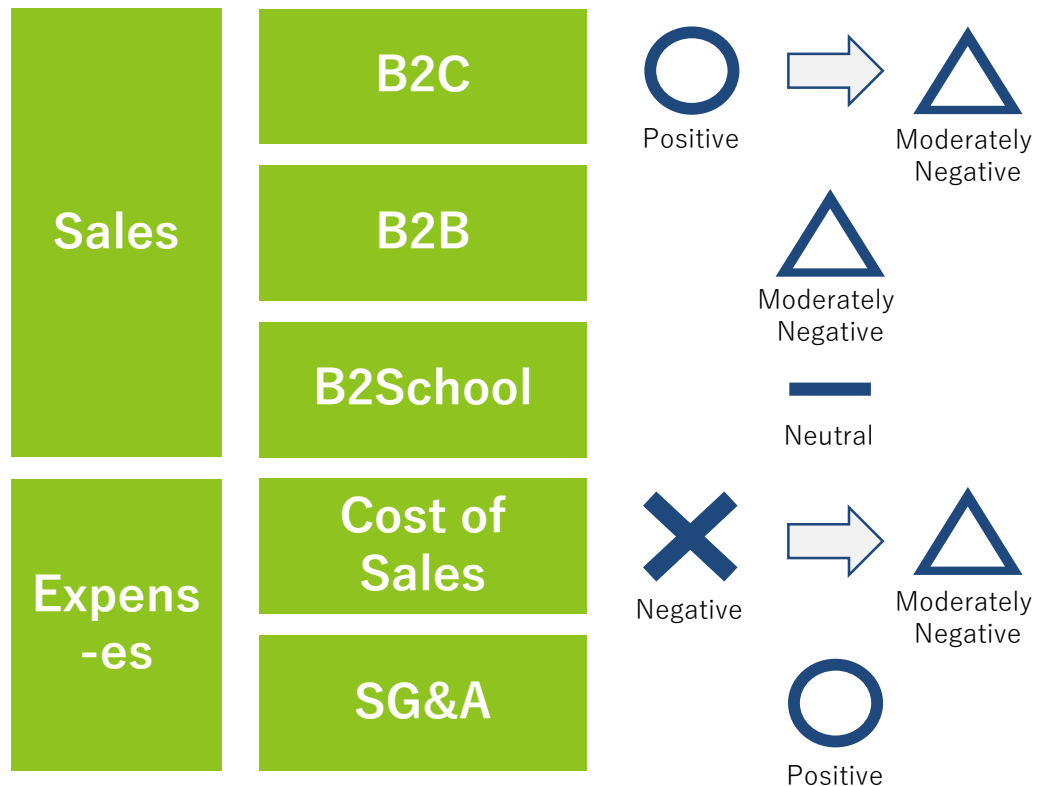 Sales
B2C
Positive
Moderately
Negative
B2B
Moderately
Negative
B2School
Neutral
Expens
-es
Cost of
Sales
Negative
Moderately
Negative
SG&A
Positive